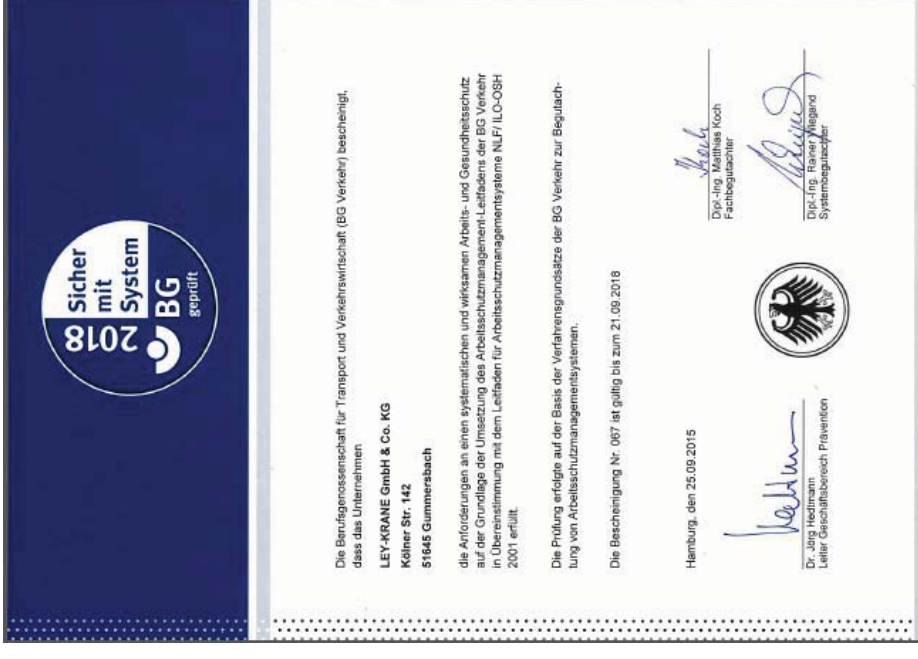 2018
Sicher
mit
System
BG
geprüft
Die Berufsgenossenschaft für Transport und Verkehrswirtschaft (BG Verkehr) bescheinigt,
dass das Unternehmen
LEY-KRANE GmbH & Co. KG
Kölner Str. 142
51645 Gummersbach
die Anforderungen an einen systematischen und wirksamen Arbeits- und Gesundheitsschutz
auf der Grundlage der Umsetzung des Arbeitsschutzmanagement-Leitfadens der BG Verkehr
in Übereinstimmung mit dem Leitfaden für Arbeitsschutzmanagementsysteme NLF/ ILO-OSH
2001 erfüllt.
Die Prüfung erfolgte auf der Basis der Verfahrensgrundsätze der BG Verkehr zur Begutach-
tung von Arbeitsschutzmanagementsystemen.
Die Bescheinigung Nr. 067 ist gültig bis zum 21.09.2018
Hamburg, den 25.09.2015
Hedtmann
Dr. Jörg Hedtmann
Leiter Geschäftsbereich Prävention
Koch
Dipl.-Ing. Matthias Koch
Fachbegutachter
Dipl.-Ing. Rainer Wiegand
Systembegutachter